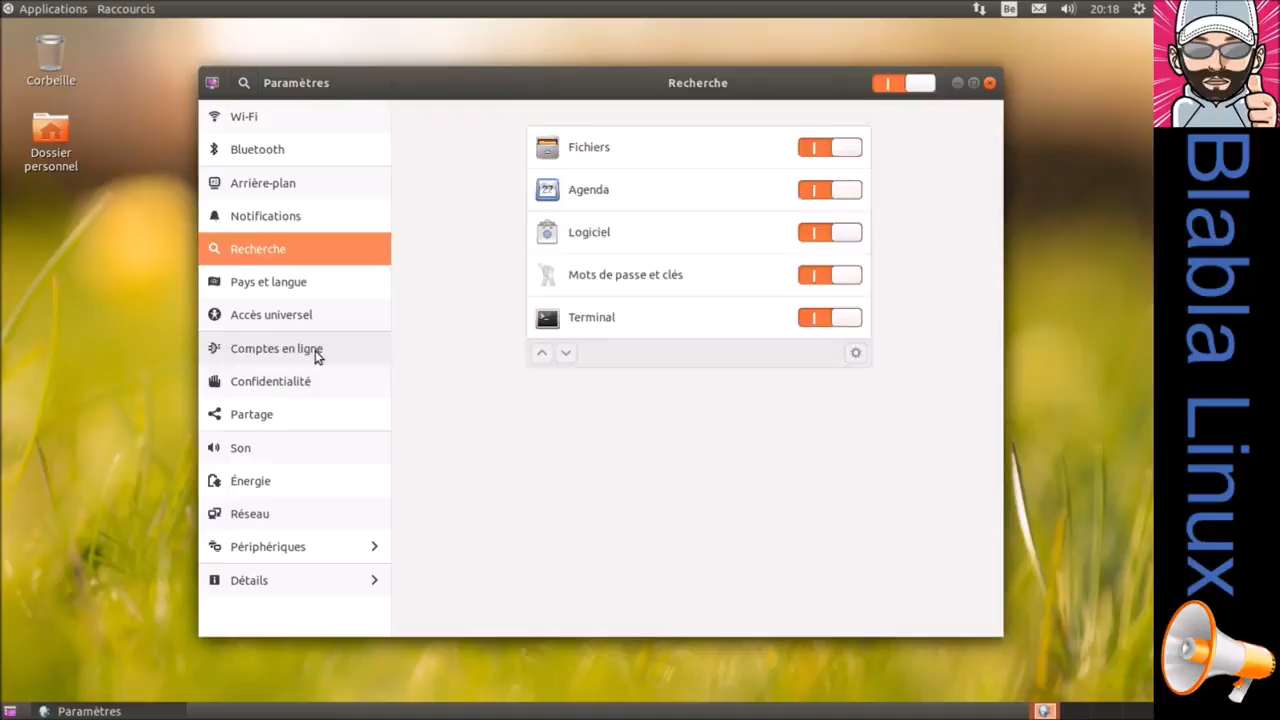 Applications Raccourcis
Be 20:18
Corbeille
Dossier
personnel
Paramètres
Recherche
Wi-Fi
Bluetooth
Arrière-plan
Notifications
Recherche
Pays et langue
Accès universel
Comptes en ligne
Confidentialité
Partage
Son
Énergie
Réseau
Périphériques
Détails
Fichiers
Agenda
Logiciel
Mots de passe et clés
Terminal
Paramètres
Blabla Linux